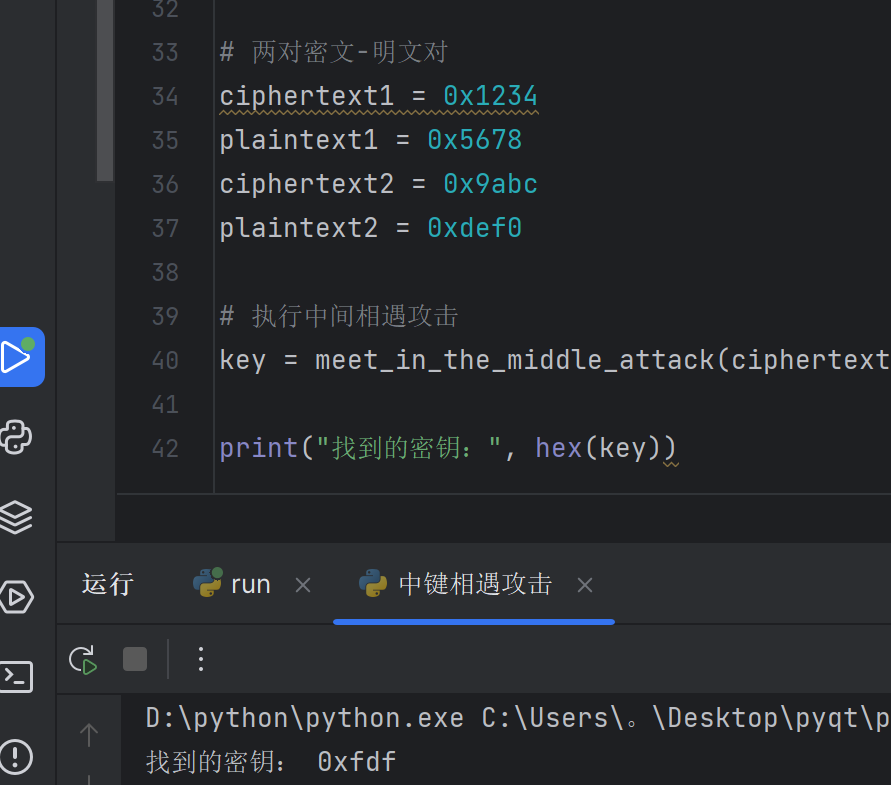 32
33 # 两对密文-明文对
34 ciphertext1 = 0x1234
35 plaintext1 = 0x5678
36 ciphertext2 = 0x9abc
37 plaintext2 = 0xdef0
38
39 # 执行中间相遇攻击
40 key = meet_in_the_middle_attack(ciphertext
41
42 print("找到的密钥：", hex(key))
运行 run 中键相遇攻击
D:\python\python.exe C:\Users\。\Desktop\pyqt\p
找到的密钥： 0xfdf